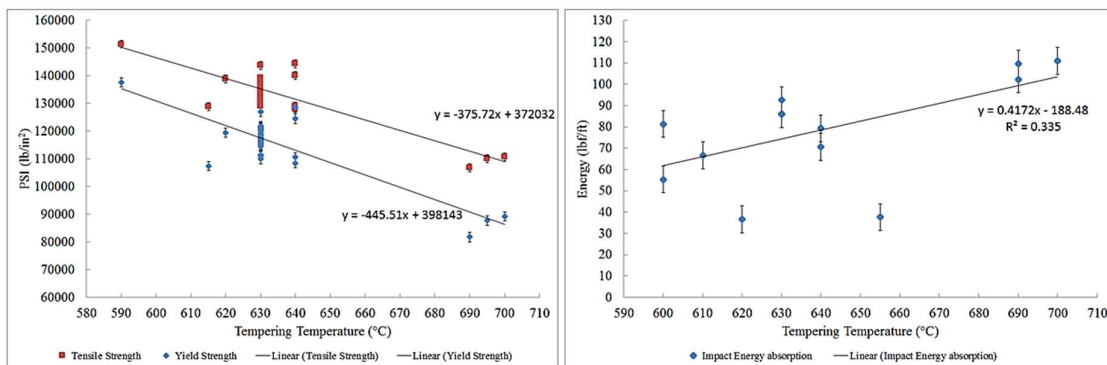 160000
150000
140000
130000
120000
110000
100000
90000
80000
70000
60000
PSI (lb/in²)
y = -375.72x + 372032
y = -445.51x + 398143
580 590 600 610 620 630 640 650 660 670 680 690 700 710
Tempering Temperature (°C)
Tensile Strength Yield Strength Linear (Tensile Strength) Linear (Yield Strength)
130
120
110
100
90
80
70
60
50
40
30
20
10
0
Energy (lbf/ft)
y = 0.4172x - 188.48
R² = 0.335
590 600 610 620 630 640 650 660 670 680 690 700 710
Tempering Temperature (°C)
Impact Energy absorption Linear (Impact Energy absorption)